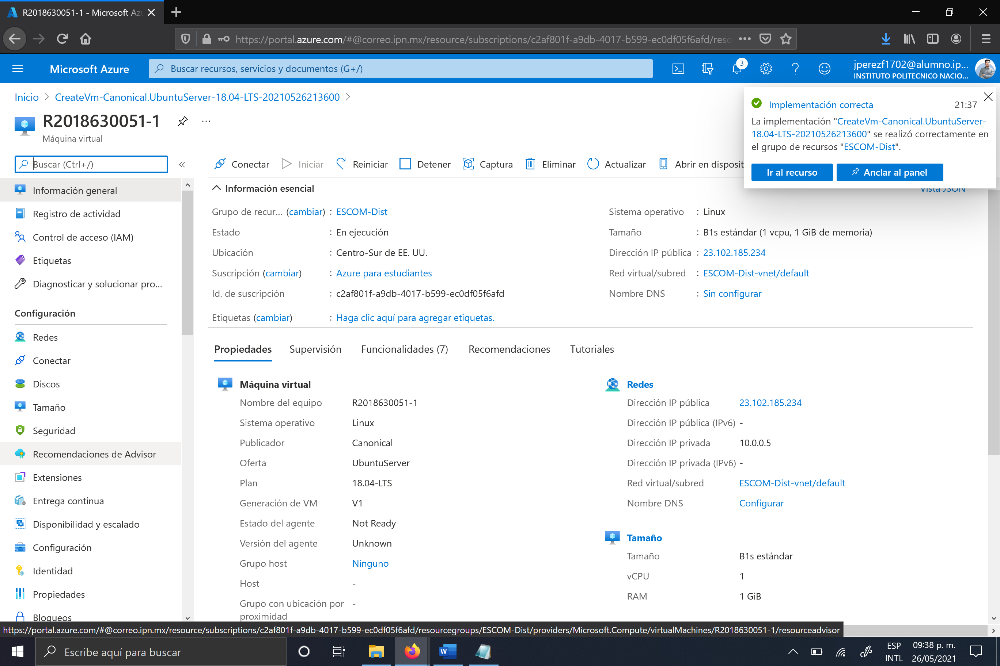 R2018630051-1 - Microsoft Az
https://portal.azure.com/#@correo.ipn.mx/resource/subscriptions/c2af801f-a9db-4017-b599-ec0df05f6afd/reso
Microsoft Azure
Buscar recursos, servicios y documentos (G+/)
3
jperezf1702@alumno.ip...
INSTITUTO POLITECNICO NACIO...
Inicio > CreateVm-Canonical.UbuntuServer-18.04-LTS-20210526213600 >
R2018630051-1
Máquina virtual
Implementación correcta 21:37
La implementación "CreateVm-Canonical.UbuntuServer-
18.04-LTS-20210526213600" se realizó correctamente en
el grupo de recursos "ESCOM-Dist".
Ir al recurso
Anclar al panel
Buscar (Ctrl+/)
«
Conectar
Iniciar
Reiniciar
Detener
Captura
Eliminar
Actualizar
Abrir en disposit
Información general
Registro de actividad
Control de acceso (IAM)
Etiquetas
Diagnosticar y solucionar pro...
Configuración
Redes
Conectar
Discos
Tamaño
Seguridad
Recomendaciones de Advisor
Extensiones
Entrega continua
Disponibilidad y escalado
Configuración
Identidad
Propiedades
Bloqueos
Información esencial
Vista JSON
Grupo de recur... (cambiar) : ESCOM-Dist
Estado : En ejecución
Ubicación : Centro-Sur de EE. UU.
Suscripción (cambiar) : Azure para estudiantes
Id. de suscripción : c2af801f-a9db-4017-b599-ec0df05f6afd
Etiquetas (cambiar) : Haga clic aquí para agregar etiquetas.
Sistema operativo : Linux
Tamaño : B1s estándar (1 vcpu, 1 GiB de memoria)
Dirección IP pública : 23.102.185.234
Red virtual/subred : ESCOM-Dist-vnet/default
Nombre DNS : Sin configurar
Propiedades
Supervisión
Funcionalidades (7)
Recomendaciones
Tutoriales
Máquina virtual
Nombre del equipo R2018630051-1
Sistema operativo Linux
Publicador Canonical
Oferta UbuntuServer
Plan 18.04-LTS
Generación de VM V1
Estado del agente Not Ready
Versión del agente Unknown
Grupo host Ninguno
Host -
Grupo con ubicación por -
proximidad
Redes
Dirección IP pública 23.102.185.234
Dirección IP pública (IPv6) -
Dirección IP privada 10.0.0.5
Dirección IP privada (IPv6) -
Red virtual/subred ESCOM-Dist-vnet/default
Nombre DNS Configurar
Tamaño
Tamaño B1s estándar
vCPU 1
RAM 1 GiB
https://portal.azure.com/#@correo.ipn.mx/resource/subscriptions/c2af801f-a9db-4017-b599-ec0df05f6afd/resourcegroups/ESCOM-Dist/providers/Microsoft.Compute/virtualMachines/R2018630051-1/resourceadvisor
Escribe aquí para buscar
W
ESP
INTL
09:38 p. m.
26/05/2021